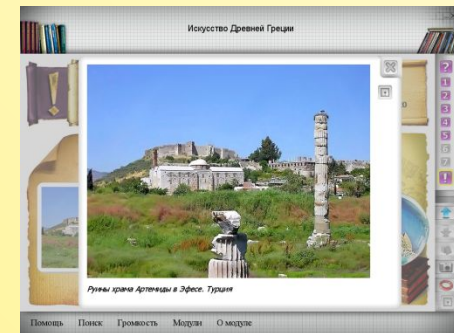 Искусство Древней Греции
Руины храма Артемиды в Эфесе. Турция
Помощь Поиск Громкость Модули О модуле